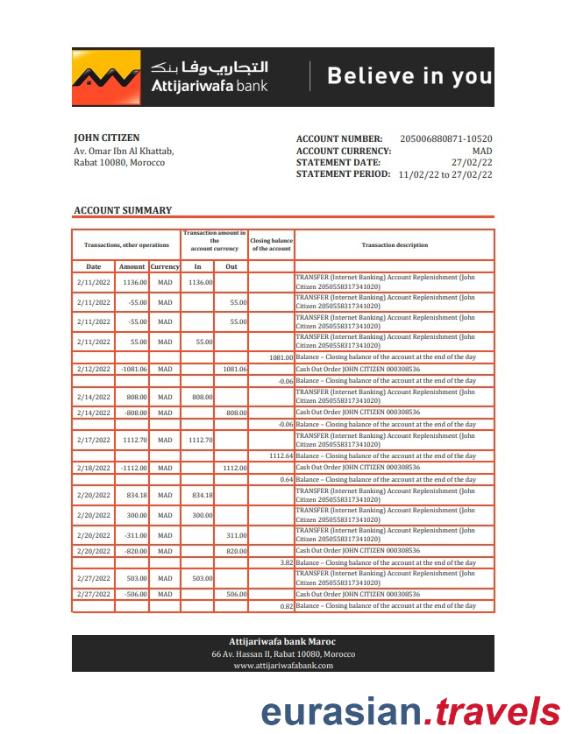 التجاري وفا بنك
Attijariwafa bank
Believe in you
JOHN CITIZEN
Av. Omar Ibn Al Khattab,
Rabat 10080, Morocco
ACCOUNT NUMBER: 205006880871-10520
ACCOUNT CURRENCY: MAD
STATEMENT DATE: 27/02/22
STATEMENT PERIOD: 11/02/22 to 27/02/22
ACCOUNT SUMMARY
Transactions, other operations
Transaction amount in
the
account currency
Closing balance
of the account
Transaction description
Date Amount Currency In Out
2/11/2022 1136.00 MAD 1136.00 TRANSFER (Internet Banking) Account Replenishment (John
Citizen 2050558317341020)
2/11/2022 -55.00 MAD 55.00 TRANSFER (Internet Banking) Account Replenishment (John
Citizen 2050558317341020)
2/11/2022 -55.00 MAD 55.00 TRANSFER (Internet Banking) Account Replenishment (John
Citizen 2050558317341020)
2/11/2022 55.00 MAD 55.00 TRANSFER (Internet Banking) Account Replenishment (John
Citizen 2050558317341020)
1081.00 Balance – Closing balance of the account at the end of the day
2/12/2022 -1081.06 MAD 1081.06 Cash Out Order JOHN CITIZEN 000308536
-0.06 Balance – Closing balance of the account at the end of the day
2/14/2022 808.00 MAD 808.00 TRANSFER (Internet Banking) Account Replenishment (John
Citizen 2050558317341020)
2/14/2022 -808.00 MAD 808.00 Cash Out Order JOHN CITIZEN 000308536
-0.06 Balance – Closing balance of the account at the end of the day
2/17/2022 1112.70 MAD 1112.70 TRANSFER (Internet Banking) Account Replenishment (John
Citizen 2050558317341020)
1112.64 Balance – Closing balance of the account at the end of the day
2/18/2022 -1112.00 MAD 1112.00 Cash Out Order JOHN CITIZEN 000308536
0.64 Balance – Closing balance of the account at the end of the day
2/20/2022 834.18 MAD 834.18 TRANSFER (Internet Banking) Account Replenishment (John
Citizen 2050558317341020)
2/20/2022 300.00 MAD 300.00 TRANSFER (Internet Banking) Account Replenishment (John
Citizen 2050558317341020)
2/20/2022 -311.00 MAD 311.00 TRANSFER (Internet Banking) Account Replenishment (John
Citizen 2050558317341020)
2/20/2022 -820.00 MAD 820.00 Cash Out Order JOHN CITIZEN 000308536
3.82 Balance – Closing balance of the account at the end of the day
2/27/2022 503.00 MAD 503.00 TRANSFER (Internet Banking) Account Replenishment (John
Citizen 2050558317341020)
2/27/2022 -506.00 MAD 506.00 Cash Out Order JOHN CITIZEN 000308536
0.82 Balance – Closing balance of the account at the end of the day
Attijariwafa bank Maroc
66 Av. Hassan II, Rabat 10080, Morocco
www.attijariwafabank.com
eurasian.travels